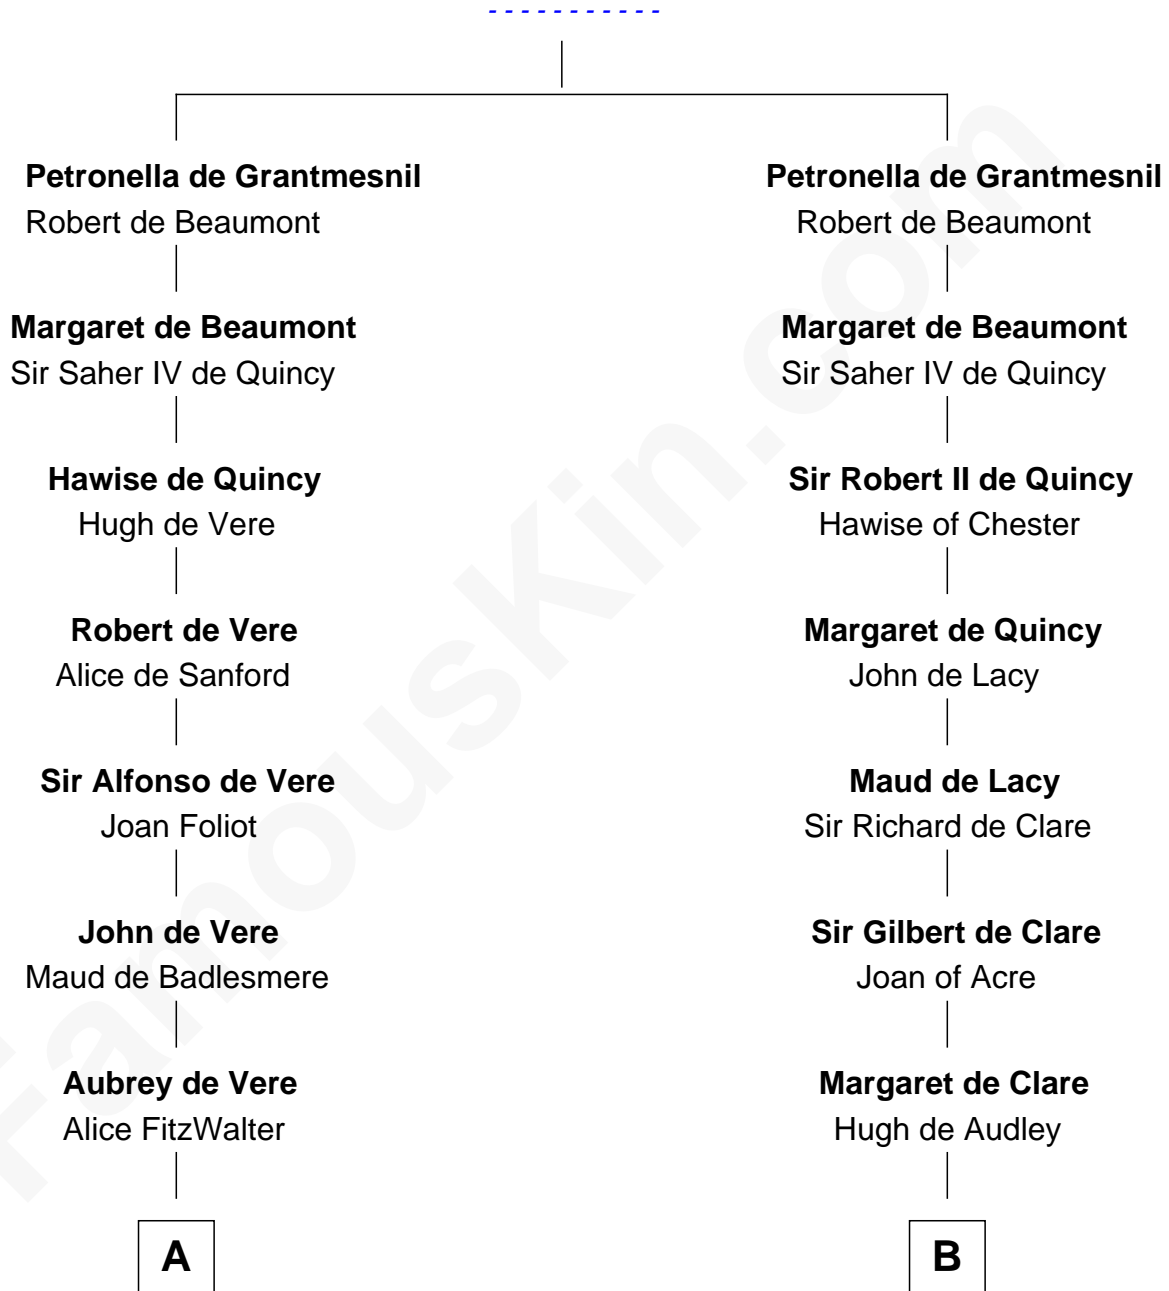 - - - - - - - - - - -
Petronella de Grantmesnil
Robert de Beaumont
Margaret de Beaumont
Sir Saher IV de Quincy
Hawise de Quincy
Hugh de Vere
Robert de Vere
Alice de Sanford
Sir Alfonso de Vere
Joan Foliot
John de Vere
Maud de Badlesmere
Aubrey de Vere
Alice FitzWalter
A
Petronella de Grantmesnil
Robert de Beaumont
Margaret de Beaumont
Sir Saher IV de Quincy
Sir Robert II de Quincy
Hawise of Chester
Margaret de Quincy
John de Lacy
Maud de Lacy
Sir Richard de Clare
Sir Gilbert de Clare
Joan of Acre
Margaret de Clare
Hugh de Audley
B
FamousKin.com